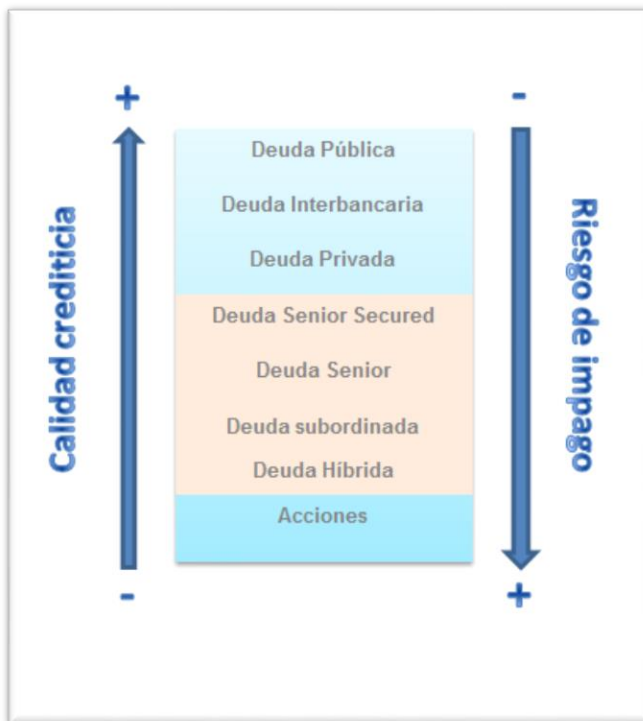 +
-
Deuda Pública
Deuda Interbancaria
Deuda Privada
Deuda Senior Secured
Deuda Senior
Deuda subordinada
Deuda Híbrida
Acciones
Calidad crediticia
Riesgo de impago
-
+